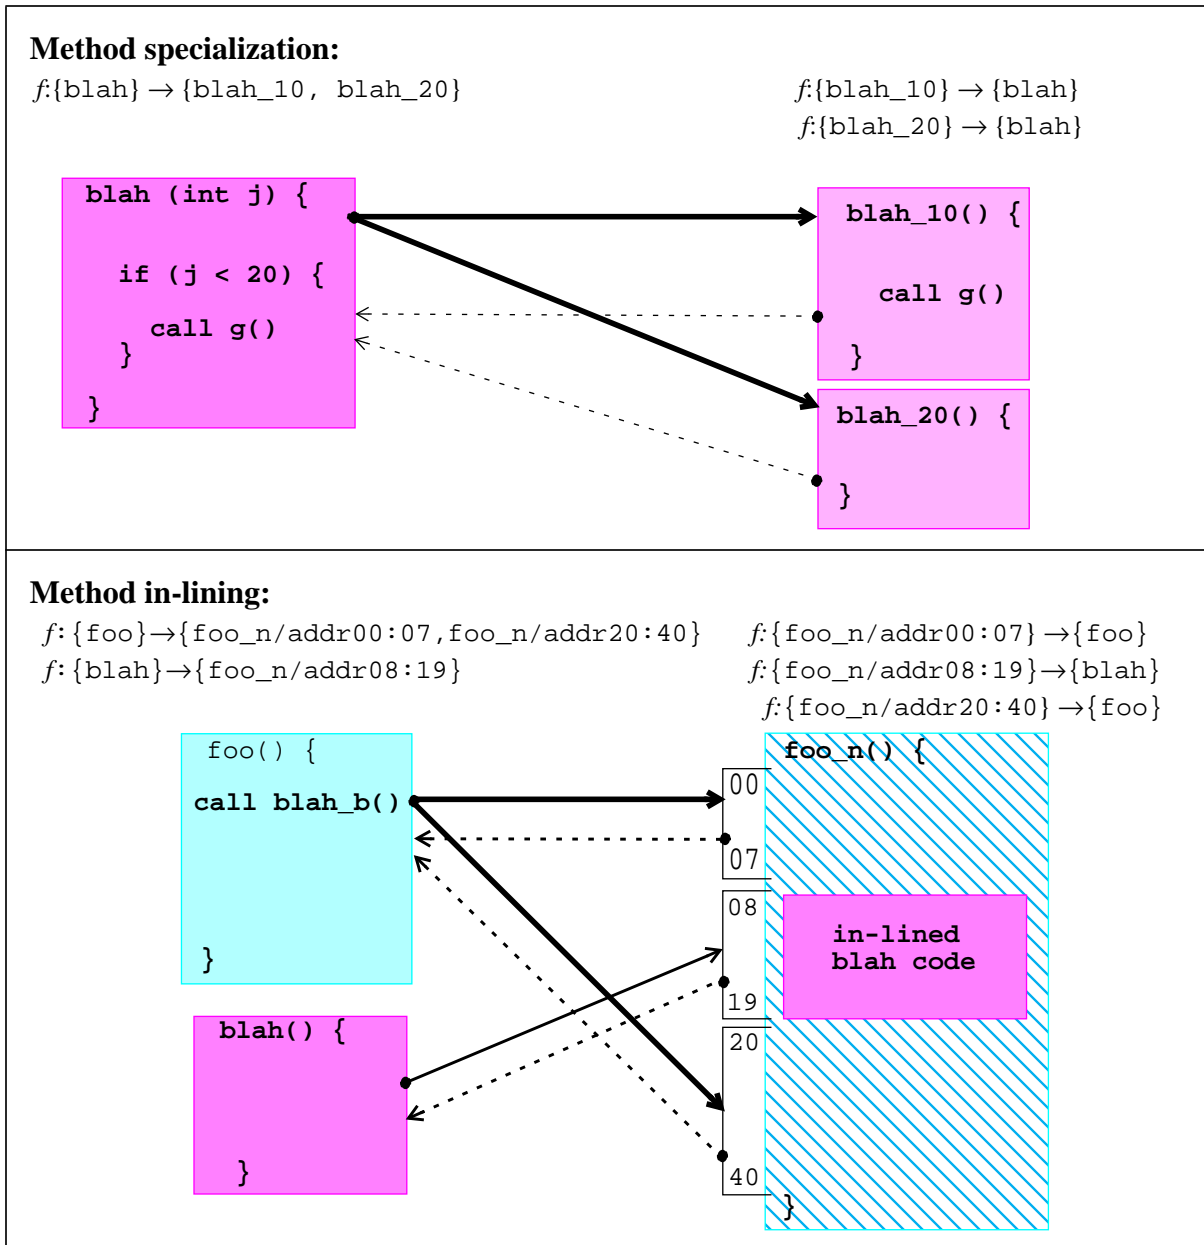 Method specialization:
f:{blah} → {blah_10, blah_20}
f:{blah_10} → {blah}
f:{blah_20} → {blah}
blah (int j) {
if (j < 20) {
call g()
}
}
blah_10() {
call g()
}
blah_20() {
}
Method in-lining:
f:{foo}→{foo_n/addr00:07,foo_n/addr20:40}
f:{blah}→{foo_n/addr08:19}
f:{foo_n/addr00:07}→{foo}
f:{foo_n/addr08:19}→{blah}
f:{foo_n/addr20:40}→{foo}
foo() {
call blah_b()
}
blah() {
}
foo_n() {
00
07
08
19
20
40
in-lined
blah code
}